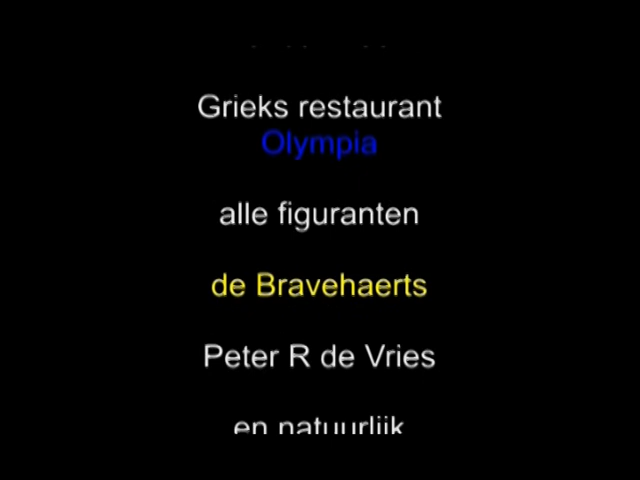 Grieks restaurant
Olympia
alle figuranten
de Bravehaerts
Peter R de Vries
en natuurlijk